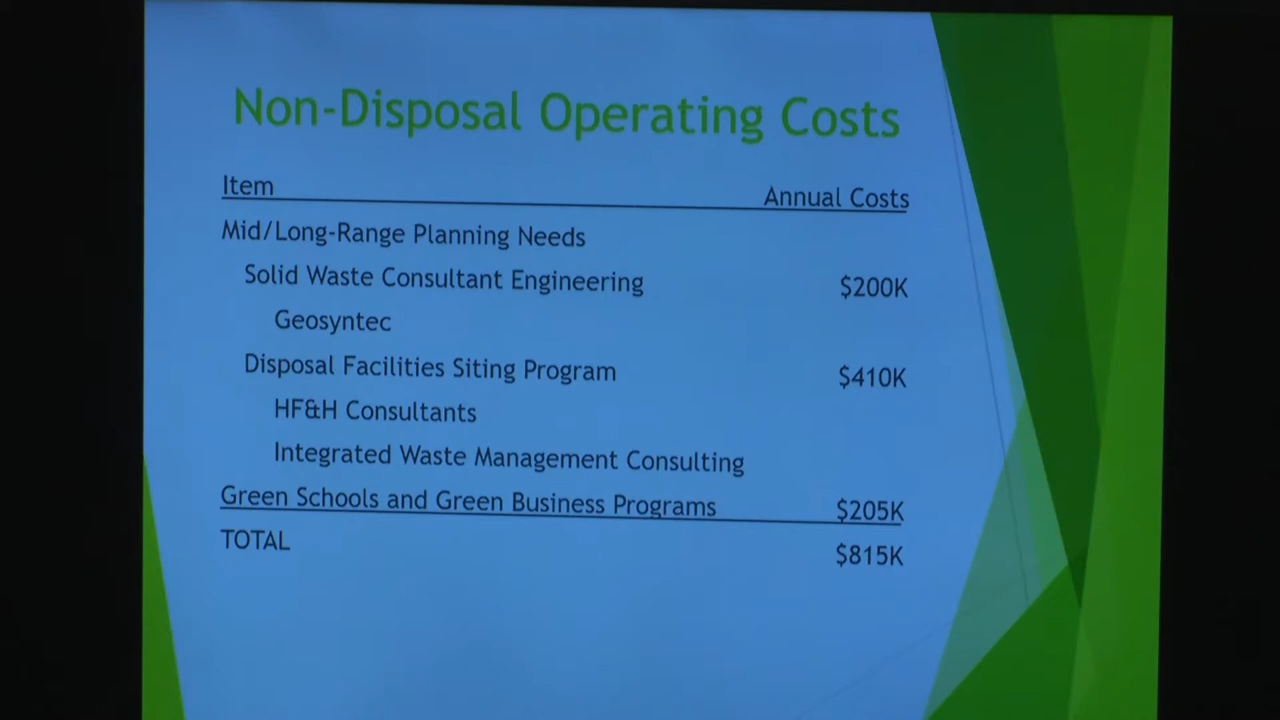 Non-Disposal Operating Costs
Item Annual Costs
Mid/Long-Range Planning Needs
Solid Waste Consultant Engineering $200K
Geosyntec
Disposal Facilities Siting Program $410K
HF&H Consultants
Integrated Waste Management Consulting
Green Schools and Green Business Programs $205K
TOTAL $815K